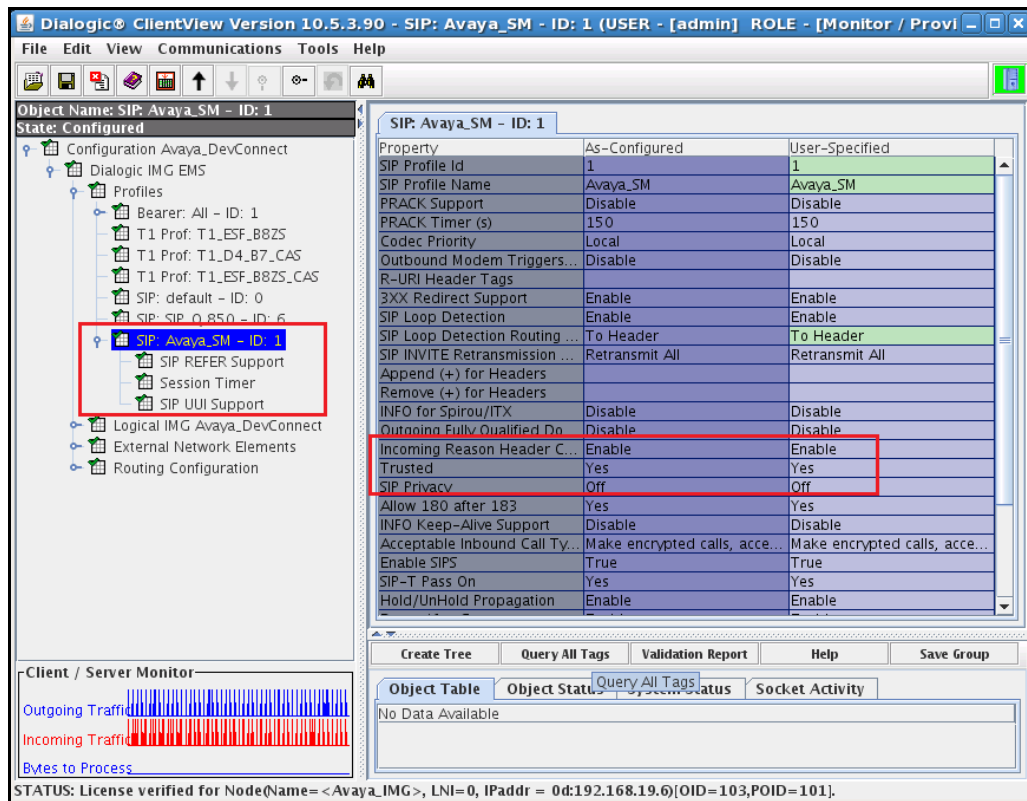 Dialogic® ClientView Version 10.5.3.90 - SIP: Avaya_SM - ID: 1 (USER - [admin] ROLE - [Monitor / Provi
File Edit View Communications Tools Help
Object Name: SIP: Avaya_SM - ID: 1
State: Configured
Configuration Avaya_DevConnect
Dialogic IMG EMS
Profiles
Bearer: All - ID: 1
T1 Prof: T1_ESF_B8ZS
T1 Prof: T1_D4_B7_CAS
T1 Prof: T1_ESF_B8ZS_CAS
SIP: default - ID: 0
SIP: SIP_Q_850 - ID: 6
SIP: Avaya_SM - ID: 1
SIP REFER Support
Session Timer
SIP UUI Support
Logical IMG Avaya_DevConnect
External Network Elements
Routing Configuration
SIP: Avaya_SM - ID: 1
Property As-Configured User-Specified
SIP Profile Id 1 1
SIP Profile Name Avaya_SM Avaya_SM
PRACK Support Disable Disable
PRACK Timer (s) 150 150
Codec Priority Local Local
Outbound Modem Triggers... Disable Disable
R-URI Header Tags
3XX Redirect Support Enable Enable
SIP Loop Detection Enable Enable
SIP Loop Detection Routing ... To Header To Header
SIP INVITE Retransmission ... Retransmit All Retransmit All
Append (+) for Headers
Remove (+) for Headers
INFO for Spirou/ITX Disable Disable
Outgoing Fully Qualified Do... Disable Disable
Incoming Reason Header C... Enable Enable
Trusted Yes Yes
SIP Privacy Off Off
Allow 180 after 183 Yes Yes
INFO Keep-Alive Support Disable Disable
Acceptable Inbound Call Ty... Make encrypted calls, acce... Make encrypted calls, acce...
Enable SIPS True True
SIP-T Pass On Yes Yes
Hold/UnHold Propagation Enable Enable
Create Tree Query All Tags Validation Report Help Save Group
Object Table Object Status Status Socket Activity
Query All Tags
No Data Available
Client / Server Monitor
Outgoing Traffic
Incoming Traffic
Bytes to Process
STATUS: License verified for Node(Name=<Avaya_IMG>, LNI=0, IPaddr = 0d:192.168.19.6)[OID=103,POID=101].